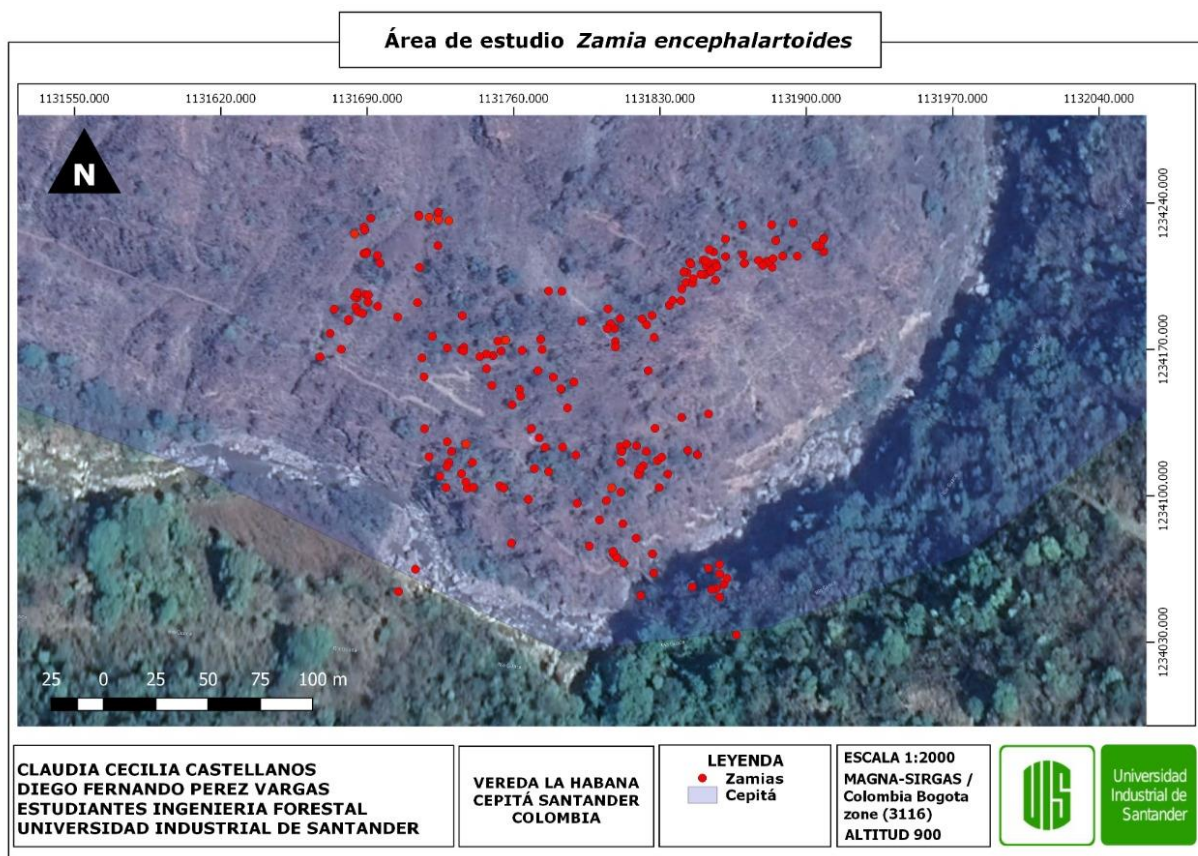 Área de estudio Zamia encephalartoides
1131550.000 1131620.000 1131690.000 1131760.000 1131830.000 1131900.000 1131970.000 1132040.000
N
1234240.000
1234170.000
1234100.000
1234030.000
25 0 25 50 75 100 m
CLAUDIA CECILIA CASTELLANOS
DIEGO FERNANDO PEREZ VARGAS
ESTUDIANTES INGENIERIA FORESTAL
UNIVERSIDAD INDUSTRIAL DE SANTANDER
VEREDA LA HABANA
CEPITÁ SANTANDER
COLOMBIA
LEYENDA
Zamias
Cepitá
ESCALA 1:2000
MAGNA-SIRGAS /
Colombia Bogota
zone (3116)
ALTITUD 900
UIS
Universidad
Industrial de
Santander